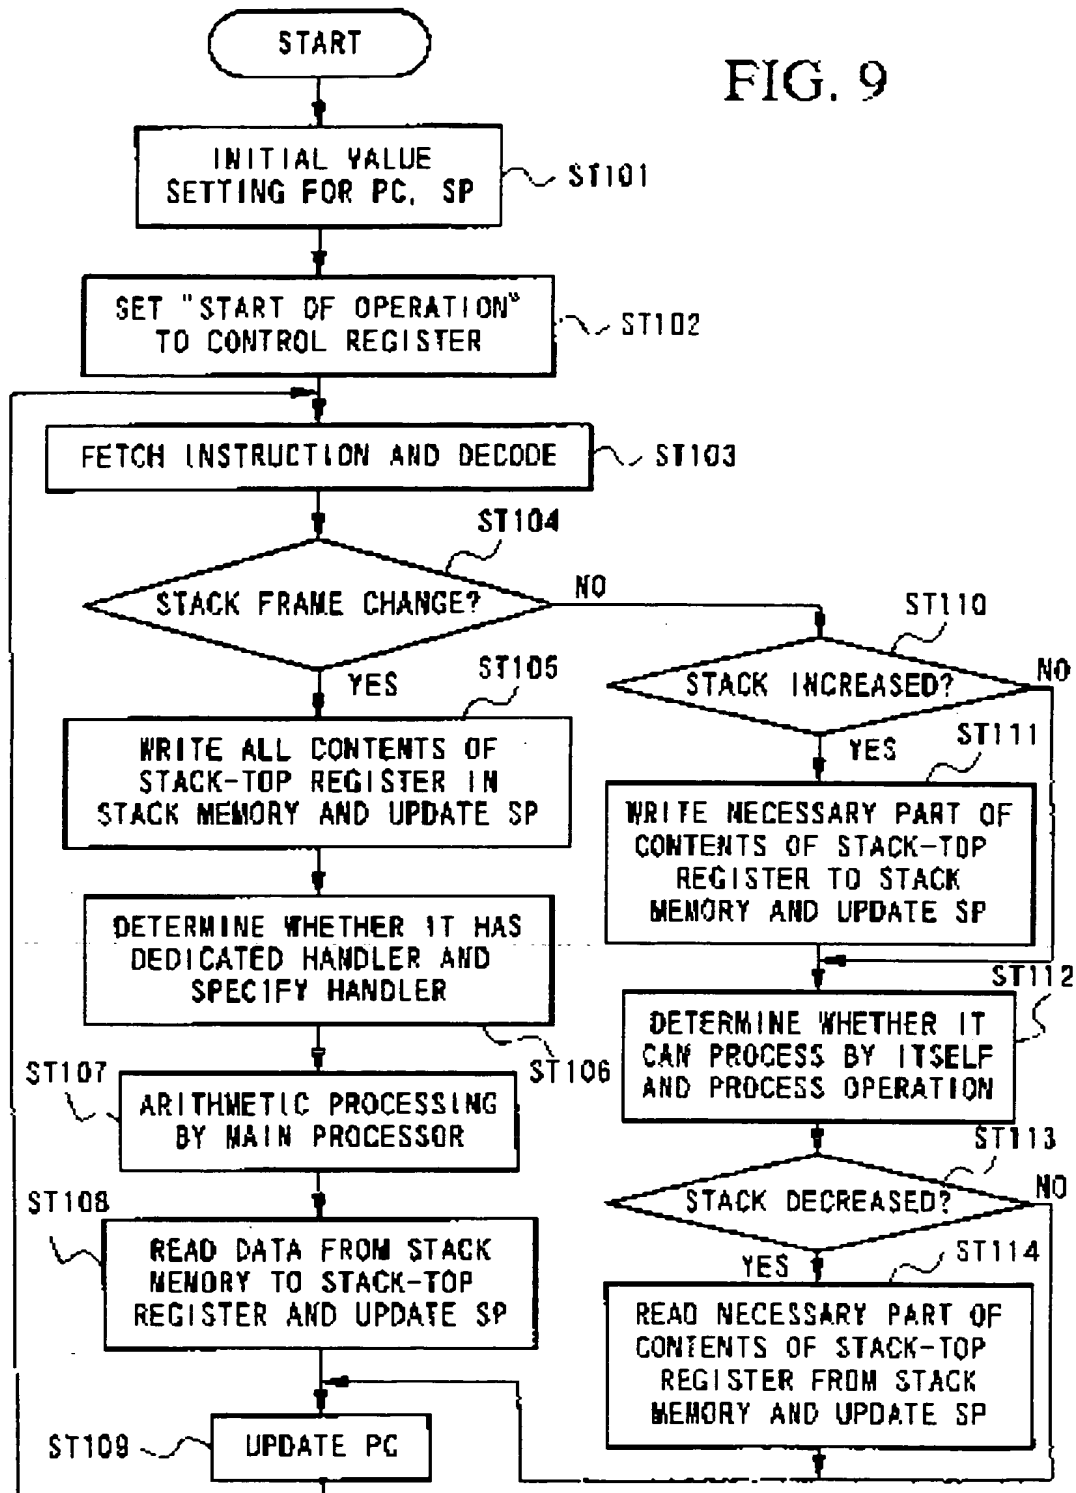 START
FIG. 9
INITIAL VALUE
SETTING FOR PC, SP
ST101
SET "START OF OPERATION"
TO CONTROL REGISTER
ST102
FETCH INSTRUCTION AND DECODE
ST103
ST104
STACK FRAME CHANGE?
NO
YES
ST105
WRITE ALL CONTENTS OF
STACK-TOP REGISTER IN
STACK MEMORY AND UPDATE SP
DETERMINE WHETHER IT HAS
DEDICATED HANDLER AND
SPECIFY HANDLER
ST106
ST107
ARITHMETIC PROCESSING
BY MAIN PROCESSOR
ST108
READ DATA FROM STACK
MEMORY TO STACK-TOP
REGISTER AND UPDATE SP
ST109
UPDATE PC
ST110
STACK INCREASED?
NO
YES
ST111
WRITE NECESSARY PART OF
CONTENTS OF STACK-TOP
REGISTER TO STACK
MEMORY AND UPDATE SP
ST112
DETERMINE WHETHER IT
CAN PROCESS BY ITSELF
AND PROCESS OPERATION
ST113
STACK DECREASED?
NO
YES
ST114
READ NECESSARY PART OF
CONTENTS OF STACK-TOP
REGISTER FROM STACK
MEMORY AND UPDATE SP